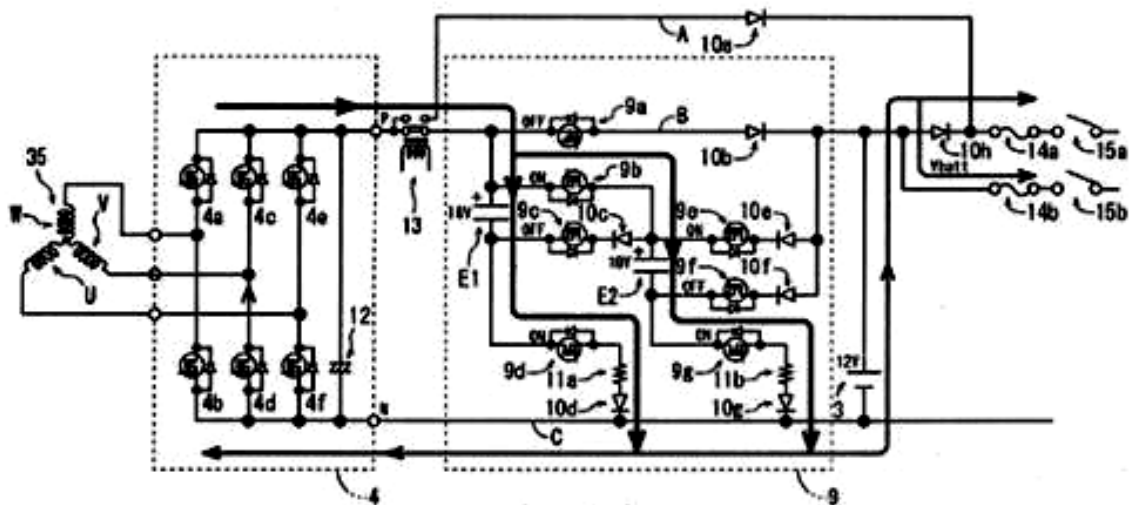 A
10a
9a
P
OFF
B
10b
10h
14a
15a
Vbatt
14b
15b
35
W
V
U
4a
4c
4e
13
ON
9b
18V
9c
10c
OFF
E1
9e
ON
10e
E2
9f
OFF
10f
12
4b
4d
4f
N
ON
9d
11a
10d
ON
9g
11b
10g
12V
3
C
4
9